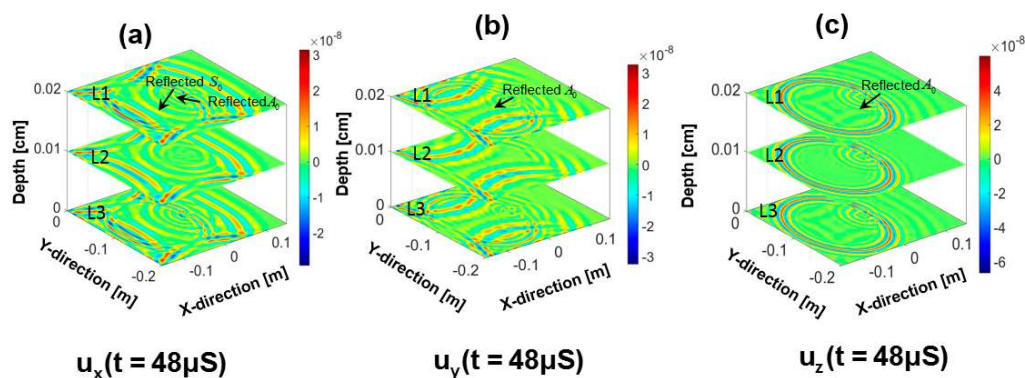 (a)
×10⁻⁸
Reflected S₀
Reflected A₀
L1
L2
L3
0.02
0.01
0
0
-0.1
-0.2
-0.1
0
0.1
3
2
1
0
-1
-2
Depth [cm]
Y-direction [m]
X-direction [m]
uₓ(t = 48µS)
(b)
×10⁻⁸
Reflected A₀
L1
L2
L3
0.02
0.01
0
0
-0.1
-0.2
-0.1
0
0.1
3
2
1
0
-1
-2
-3
Depth [cm]
Y-direction [m]
X-direction [m]
u_y(t = 48µS)
(c)
×10⁻⁸
Reflected A₀
L1
L2
L3
0.02
0.01
0
0
-0.1
-0.2
-0.1
0
0.1
6
4
2
0
-2
-4
-6
Depth [cm]
Y-direction [m]
X-direction [m]
u_z(t = 48µS)